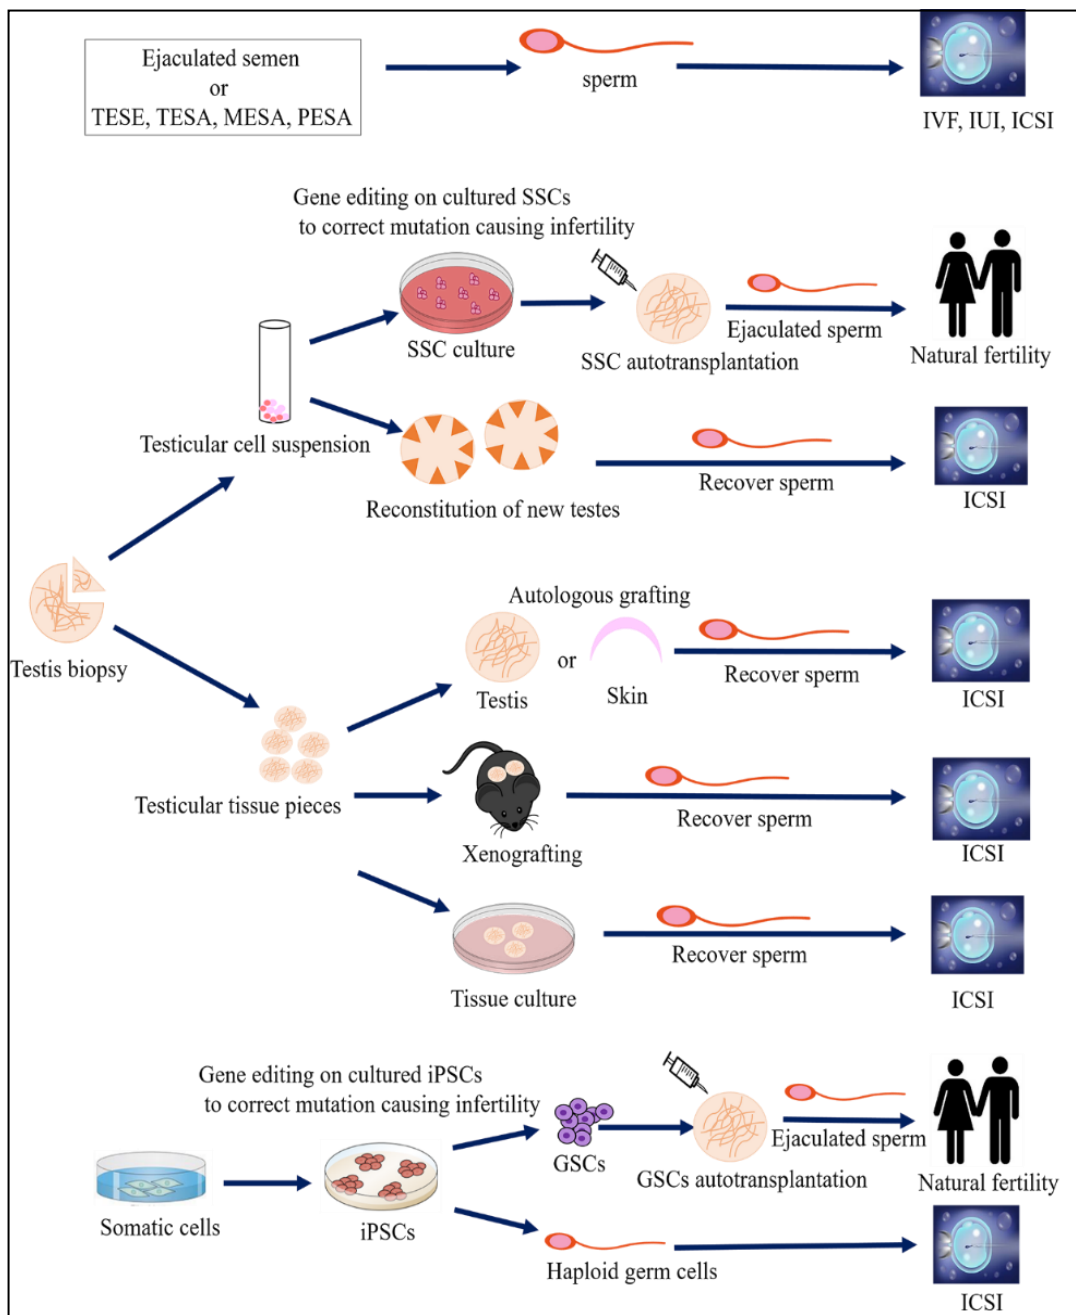 Ejaculated semen
or
TESE, TESA, MESA, PESA
sperm
IVF, IUI, ICSI
Gene editing on cultured SSCs
to correct mutation causing infertility
SSC culture
SSC autotransplantation
Ejaculated sperm
Natural fertility
Testicular cell suspension
Reconstitution of new testes
Recover sperm
ICSI
Testis biopsy
Autologous grafting
Testis
or
Skin
Recover sperm
ICSI
Testicular tissue pieces
Xenografting
Recover sperm
ICSI
Tissue culture
Recover sperm
ICSI
Gene editing on cultured iPSCs
to correct mutation causing infertility
Somatic cells
iPSCs
GSCs
GSCs autotransplantation
Ejaculated sperm
Natural fertility
Haploid germ cells
ICSI